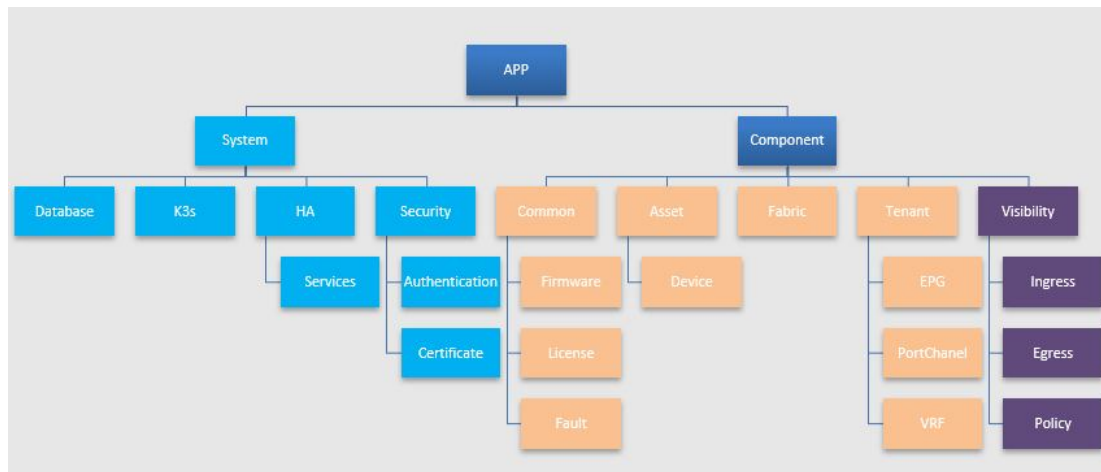 APP
System
Component
Database
K3s
HA
Security
Common
Asset
Fabric
Tenant
Visibility
Services
Authentication
Firmware
Device
EPG
Ingress
Certificate
License
PortChanel
Egress
Fault
VRF
Policy